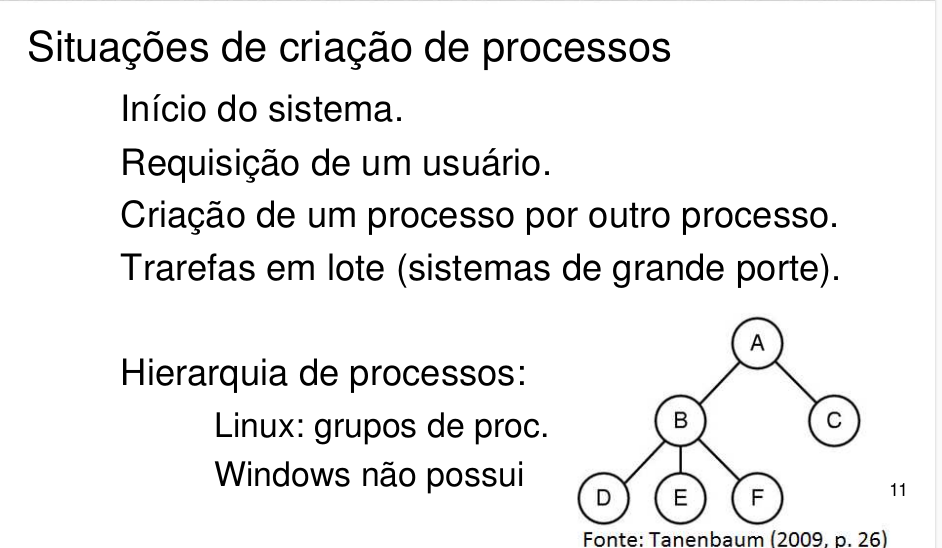 Situações de criação de processos
Início do sistema.
Requisição de um usuário.
Criação de um processo por outro processo.
Trarefas em lote (sistemas de grande porte).
Hierarquia de processos:
Linux: grupos de proc.
Windows não possui
A
B
C
D
E
F
11
Fonte: Tanenbaum (2009, p. 26)